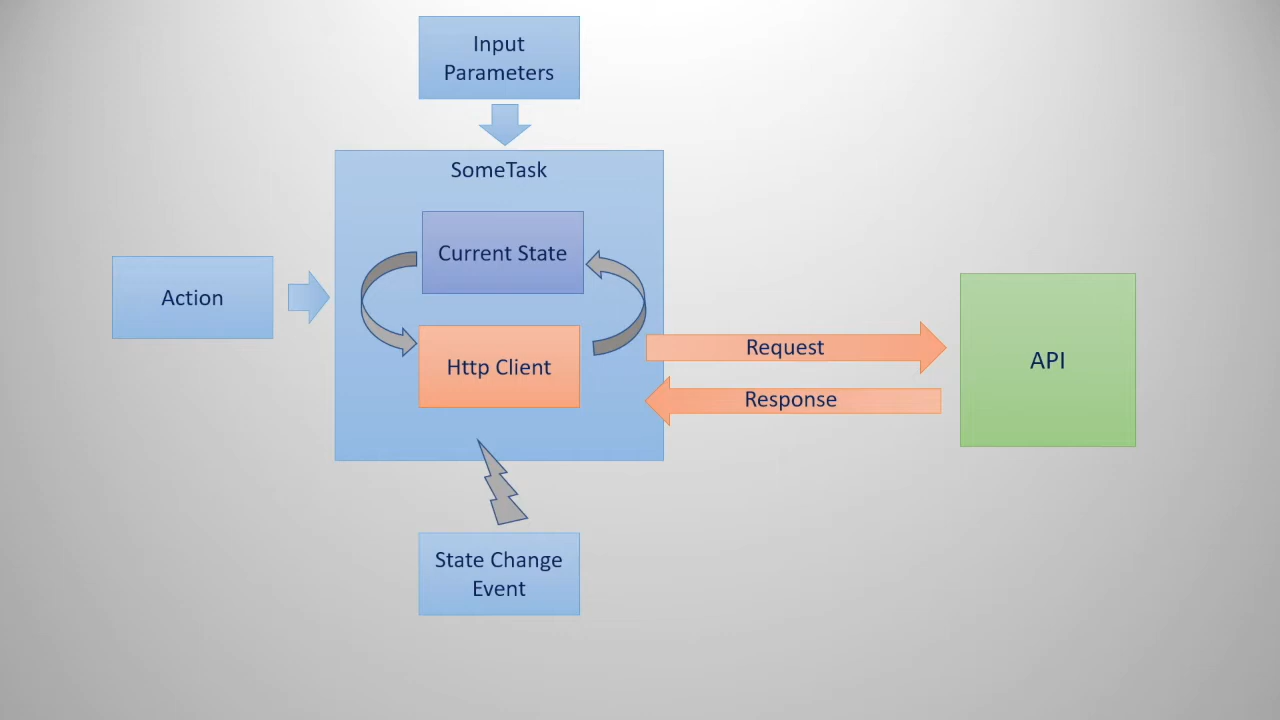 Input
Parameters
SomeTask
Current State
Action
Http Client
Request
Response
API
State Change
Event